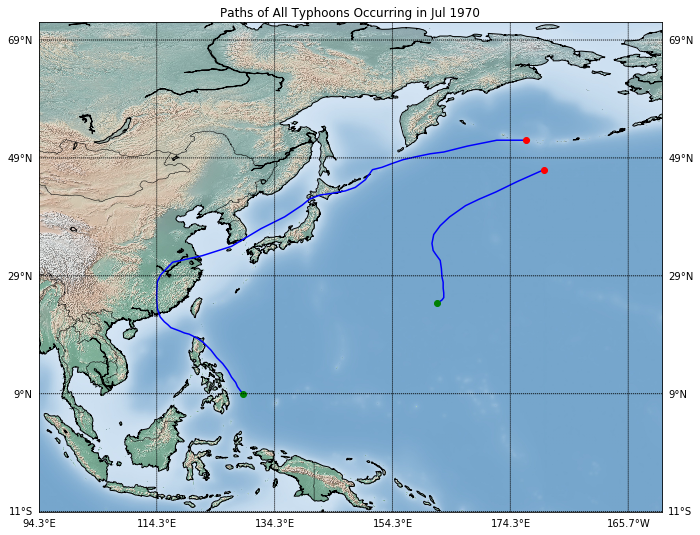 Paths of All Typhoons Occurring in Jul 1970
69°N 69°N
49°N 49°N
29°N 29°N
9°N 9°N
11°S 11°S
94.3°E 114.3°E 134.3°E 154.3°E 174.3°E 165.7°W